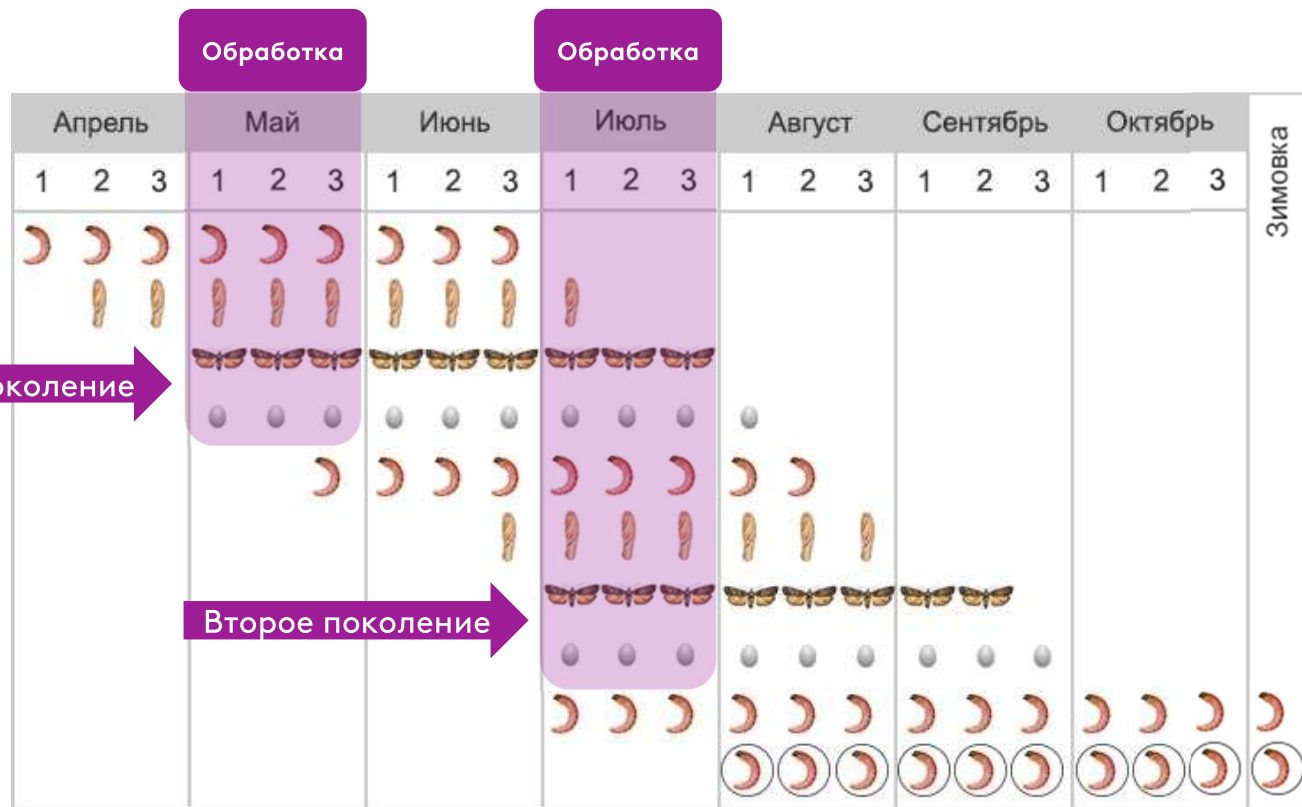 Обработка Обработка
Апрель Май Июнь Июль Август Сентябрь Октябрь Зимовка
1 2 3 1 2 3 1 2 3 1 2 3 1 2 3 1 2 3 1 2 3
околение
Второе поколение